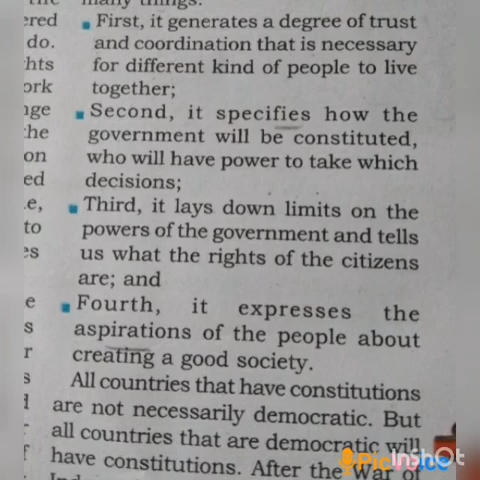 many things:
ered
do.
hts
ork
nge
he
on
ed
e,
to
es
e
s
r
s
First, it generates a degree of trust
and coordination that is necessary
for different kind of people to live
together;
Second, it specifies how the
government will be constituted,
who will have power to take which
decisions;
Third, it lays down limits on the
powers of the government and tells
us what the rights of the citizens
are; and
Fourth, it expresses the
aspirations of the people about
creating a good society.
All countries that have constitutions
are not necessarily democratic. But
all countries that are democratic will
have constitutions. After the War of
InShOt